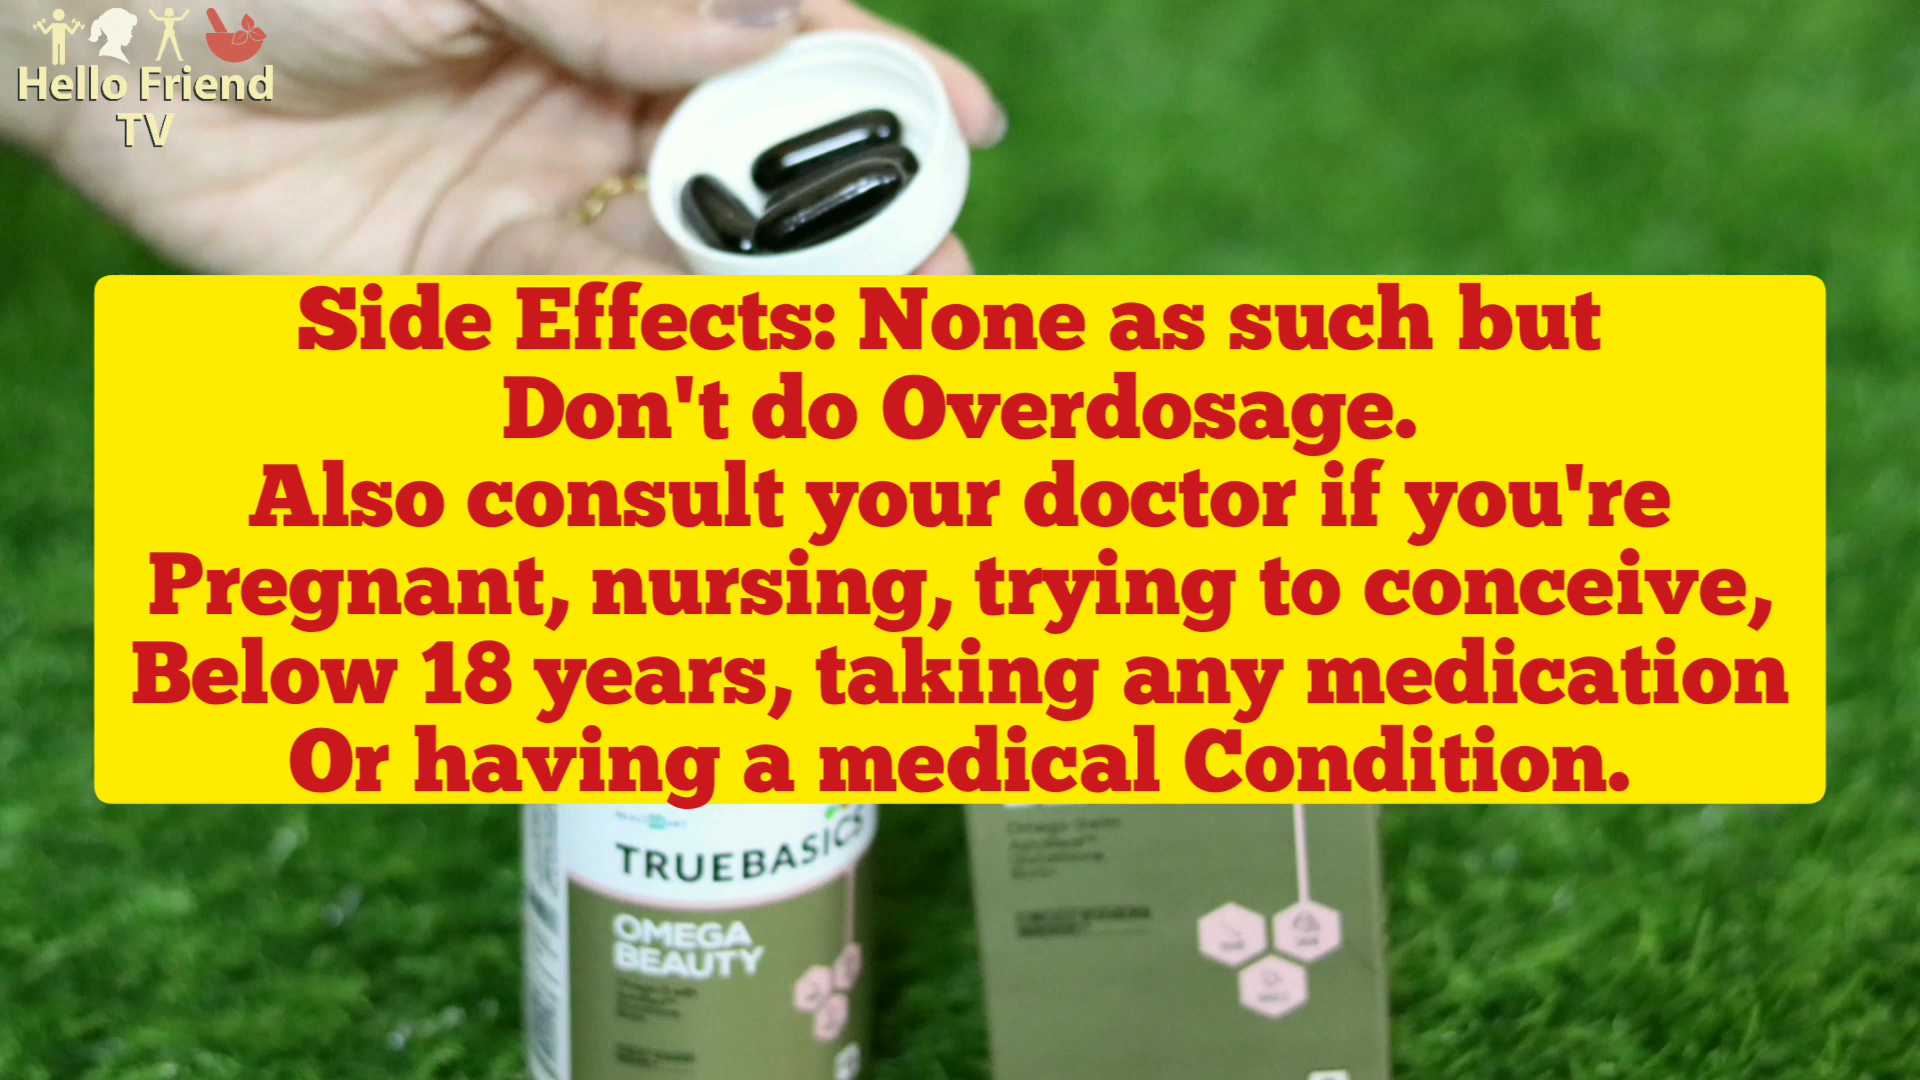 Hello Friend
TV
Side Effects: None as such but
Don't do Overdosage.
Also consult your doctor if you're
Pregnant, nursing, trying to conceive,
Below 18 years, taking any medication
Or having a medical Condition.
TRUEBASICS
OMEGA
BEAUTY